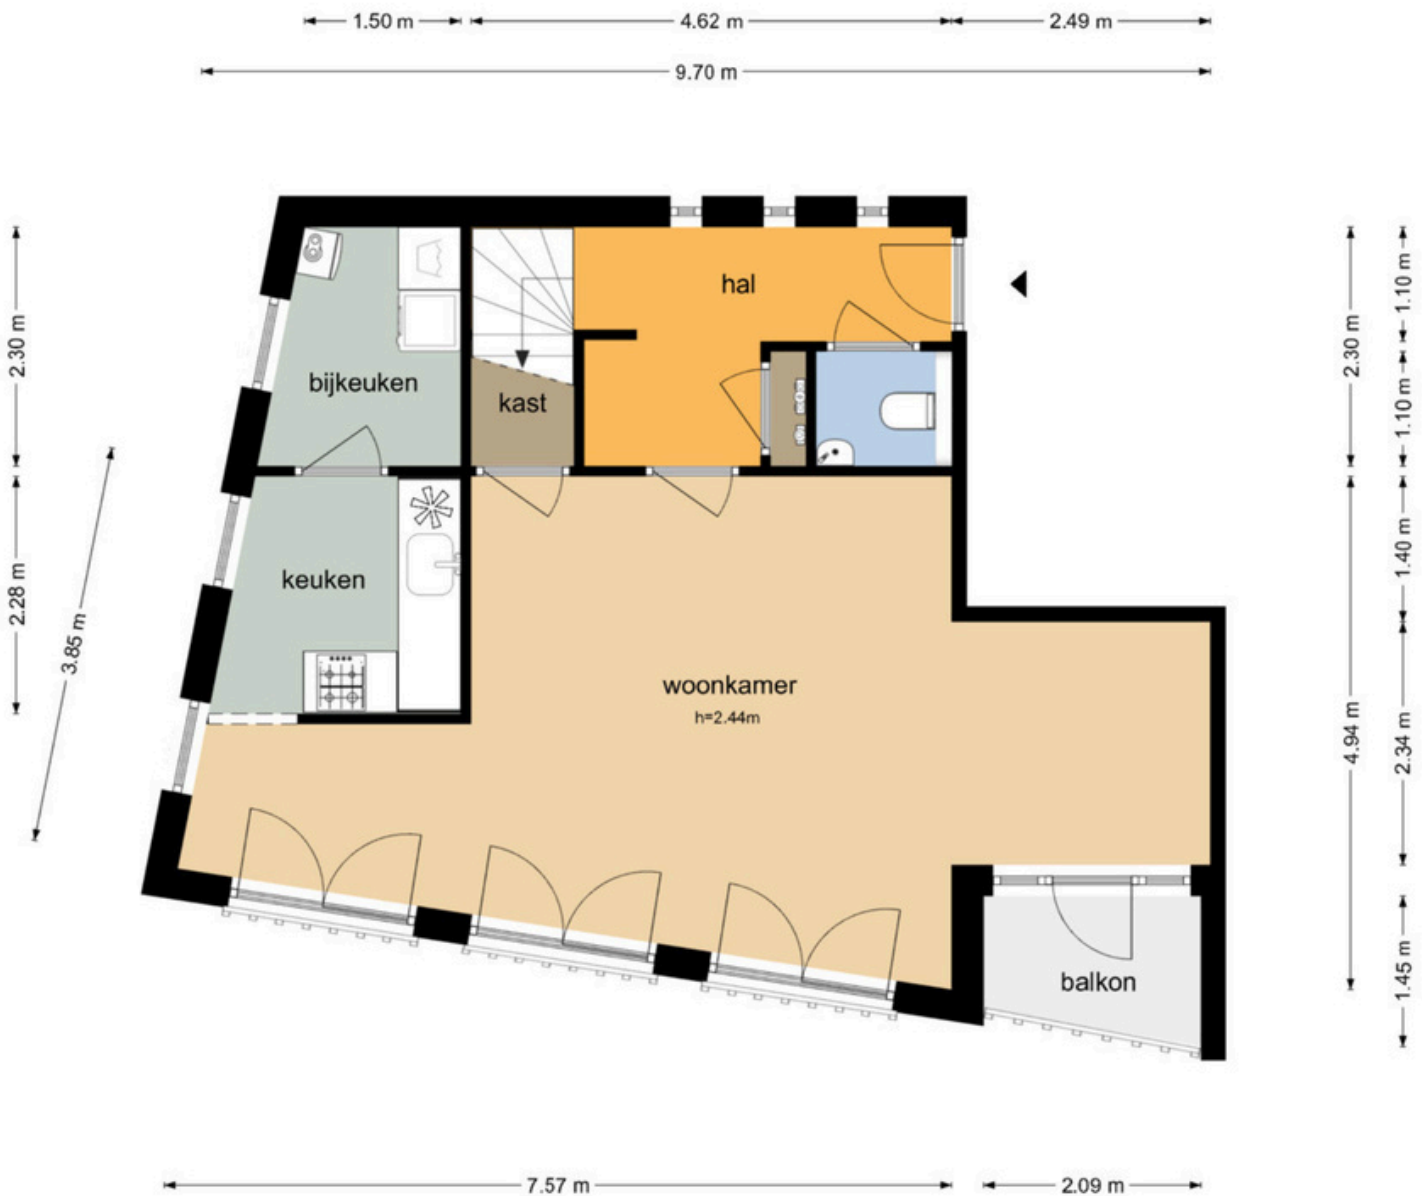 1.50 m
4.62 m
2.49 m
9.70 m
hal
bijkeuken
kast
keuken
woonkamer
h=2.44m
balkon
2.30 m
2.28 m
3.85 m
2.30 m
4.94 m
1.10 m
1.10 m
1.40 m
2.34 m
1.45 m
7.57 m
2.09 m